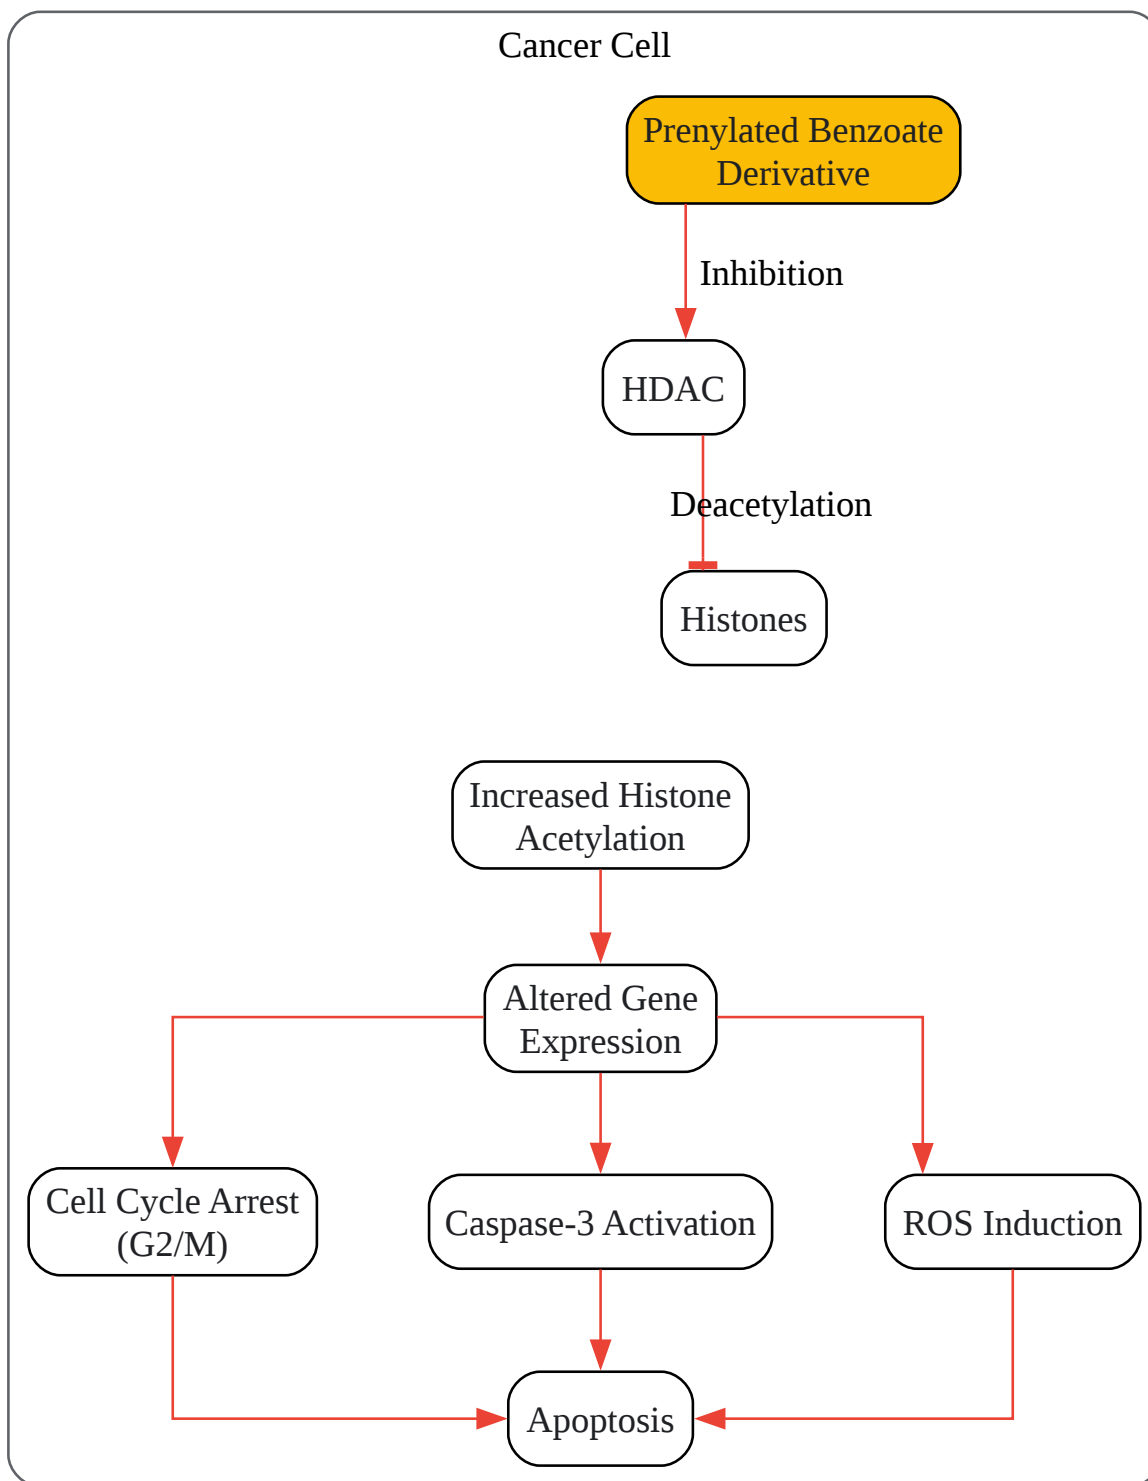 Cancer Cell
Prenylated Benzoate
Derivative
Inhibition
HDAC
Deacetylation
Histones
Increased Histone
Acetylation
Altered Gene
Expression
Cell Cycle Arrest
(G2/M)
Caspase-3 Activation
ROS Induction
Apoptosis